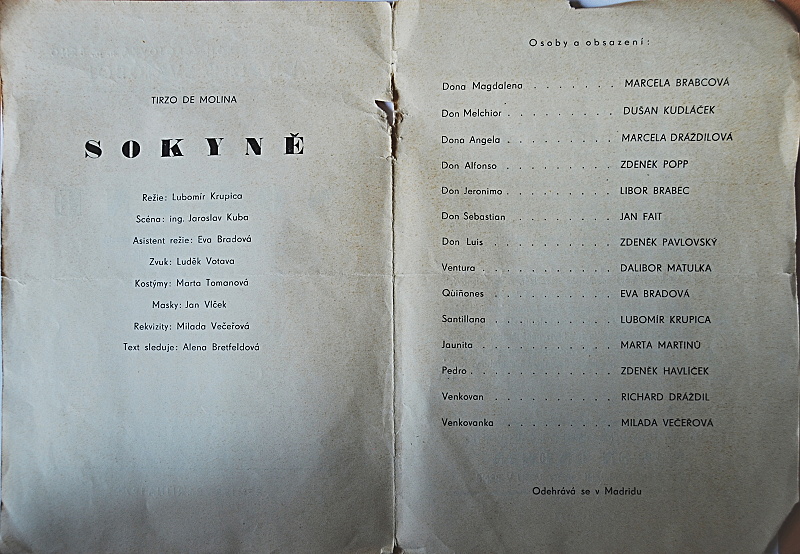 TIRZO DE MOLINA
SOKYNĚ
Režie: Lubomír Krupica
Scéna: ing. Jaroslav Kuba
Asistent režie: Eva Bradová
Zvuk: Luděk Votava
Kostýmy: Marta Tomanová
Masky: Jan Vlček
Rekvizity: Milada Večeřová
Text sleduje: Alena Bretfeldová
Osoby a obsazení:
Dona Magdalena . . . . . . . MARCELA BRABCOVÁ
Don Melchior . . . . . . . . . DUŠAN KUDLÁČEK
Dona Angela . . . . . . . . . MARCELA DRÁŽDILOVÁ
Don Alfonso . . . . . . . . . . ZDENĚK POPP
Don Jeronimo . . . . . . . . . LIBOR BRABEC
Don Sebastian . . . . . . . . JAN FAIT
Don Luis . . . . . . . . . . ZDENĚK PAVLOVSKÝ
Ventura . . . . . . . . . . . DALIBOR MATULKA
Quiñones . . . . . . . . . . EVA BRADOVÁ
Santillana . . . . . . . . . . LUBOMÍR KRUPICA
Jaunita . . . . . . . . . . . MARTA MARTINŮ
Pedro . . . . . . . . . . . . ZDENĚK HAVLÍČEK
Venkovan . . . . . . . . . . RICHARD DRÁŽDIL
Venkovanka . . . . . . . . . MILADA VEČEŘOVÁ
Odehrává se v Madridu